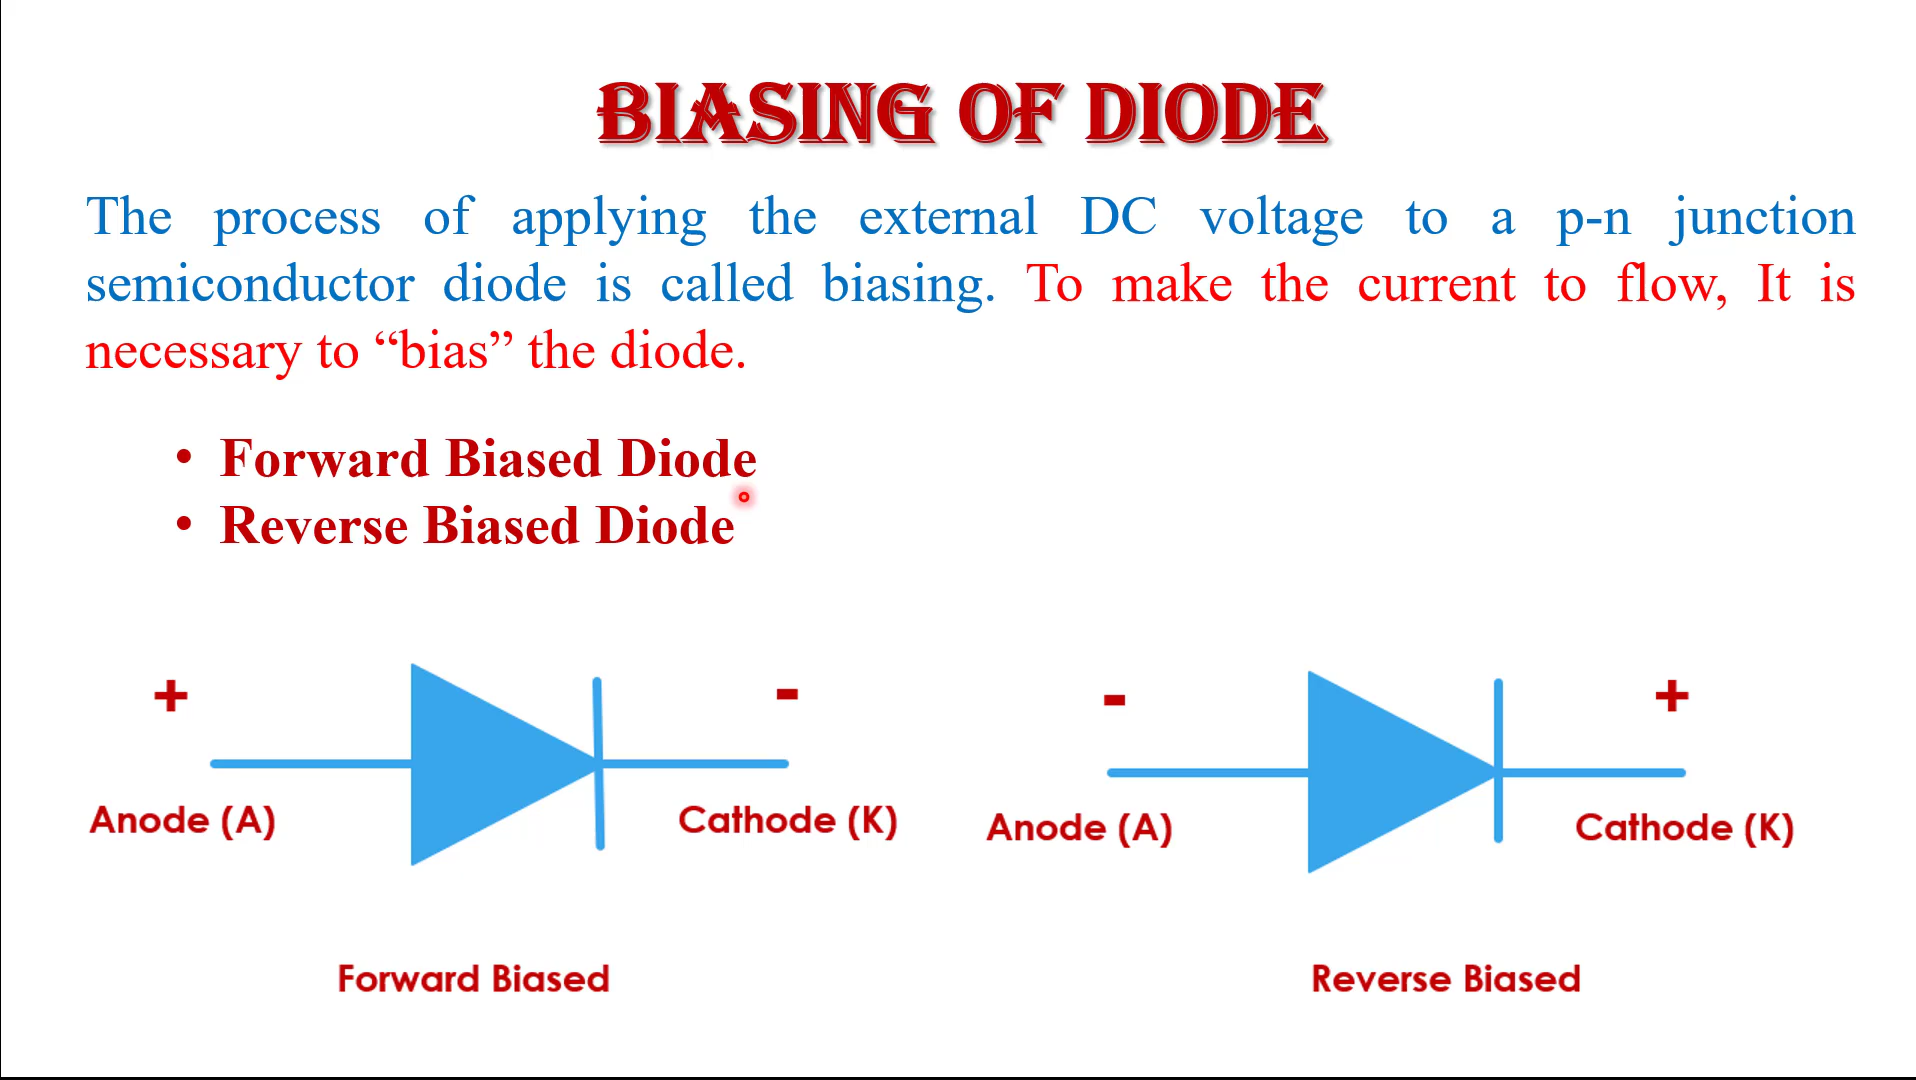 BIASING OF DIODE
The process of applying the external DC voltage to a p-n junction
semiconductor diode is called biasing. To make the current to flow, It is
necessary to “bias” the diode.
• Forward Biased Diode
• Reverse Biased Diode
+ - - +
Anode (A) Cathode (K) Anode (A) Cathode (K)
Forward Biased Reverse Biased